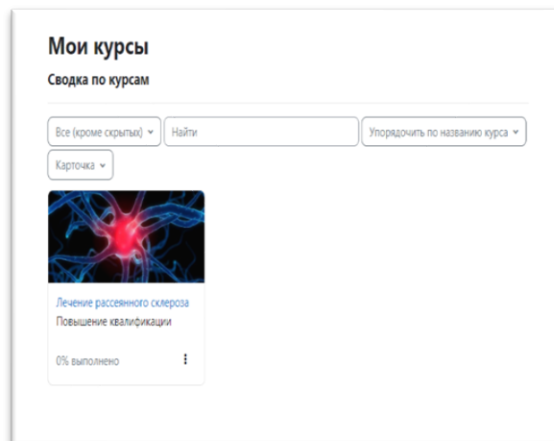 Мои курсы
Сводка по курсам
Все (кроме скрытых)
Найти
Упорядочить по названию курса
Карточка
Лечение рассеянного склероза
Повышение квалификации
0% выполнено